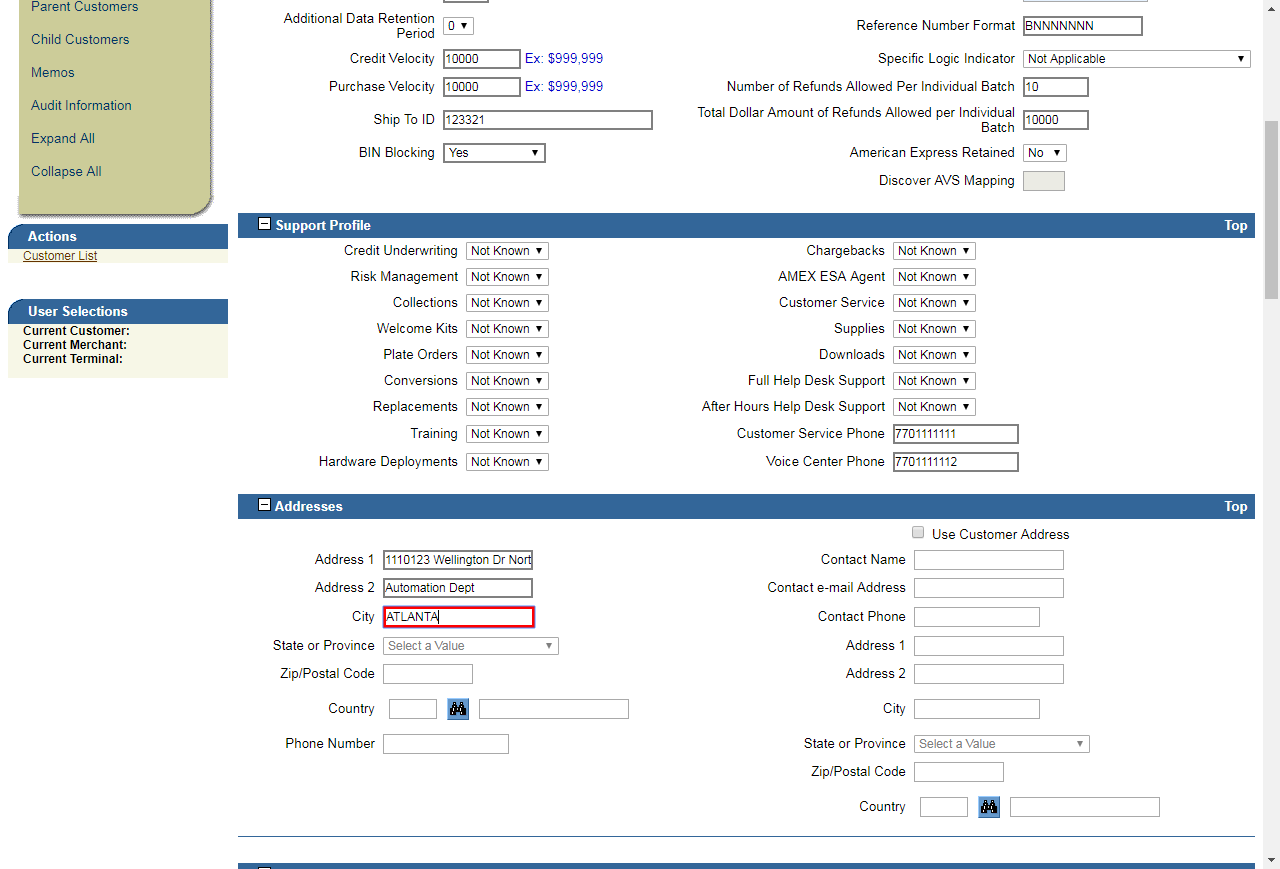 Parent Customers
Child Customers
Memos
Audit Information
Expand All
Collapse All
Actions
Customer List
User Selections
Current Customer:
Current Merchant:
Current Terminal:
Additional Data Retention
Period 0
Credit Velocity 10000 Ex: $999,999
Purchase Velocity 10000 Ex: $999,999
Ship To ID 123321
BIN Blocking Yes
Reference Number Format BNNNNNNN
Specific Logic Indicator Not Applicable
Number of Refunds Allowed Per Individual Batch 10
Total Dollar Amount of Refunds Allowed per Individual
Batch 10000
American Express Retained No
Discover AVS Mapping
Support Profile Top
Credit Underwriting Not Known
Risk Management Not Known
Collections Not Known
Welcome Kits Not Known
Plate Orders Not Known
Conversions Not Known
Replacements Not Known
Training Not Known
Hardware Deployments Not Known
Chargebacks Not Known
AMEX ESA Agent Not Known
Customer Service Not Known
Supplies Not Known
Downloads Not Known
Full Help Desk Support Not Known
After Hours Help Desk Support Not Known
Customer Service Phone 7701111111
Voice Center Phone 7701111112
Addresses Top
Address 1 1110123 Wellington Dr Nort
Address 2 Automation Dept
City ATLANTA
State or Province Select a Value
Zip/Postal Code
Country
Phone Number
Use Customer Address
Contact Name
Contact e-mail Address
Contact Phone
Address 1
Address 2
City
State or Province Select a Value
Zip/Postal Code
Country